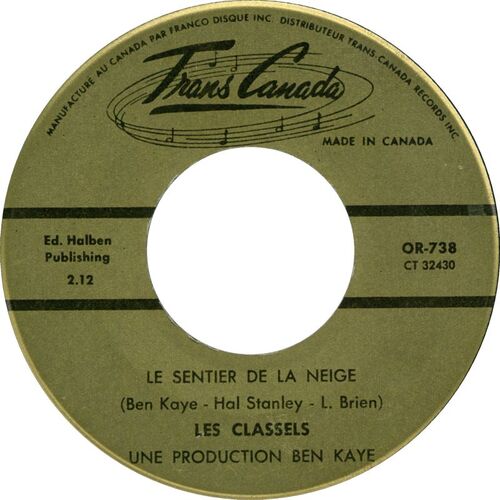 MANUFACTURE AU CANADA PAR FRANCO DISQUE INC. DISTRIBUTEUR TRANS-CANADA RECORDS INC
Trans Canada
MADE IN CANADA
Ed. Halben
Publishing
2.12
OR-738
CT 32430
LE SENTIER DE LA NEIGE
(Ben Kaye - Hal Stanley - L. Brien)
LES CLASSELS
UNE PRODUCTION BEN KAYE